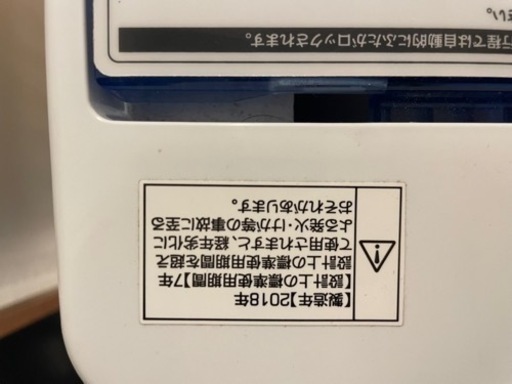 【製造年】2018年
【設計上の標準使用期間】7年
設計上の標準使用期間を超え
て使用されますと、経年劣化に
よる発火・けが等の事故に至る
おそれがあります。
行程では自動的にふたがロックされます。
さい。